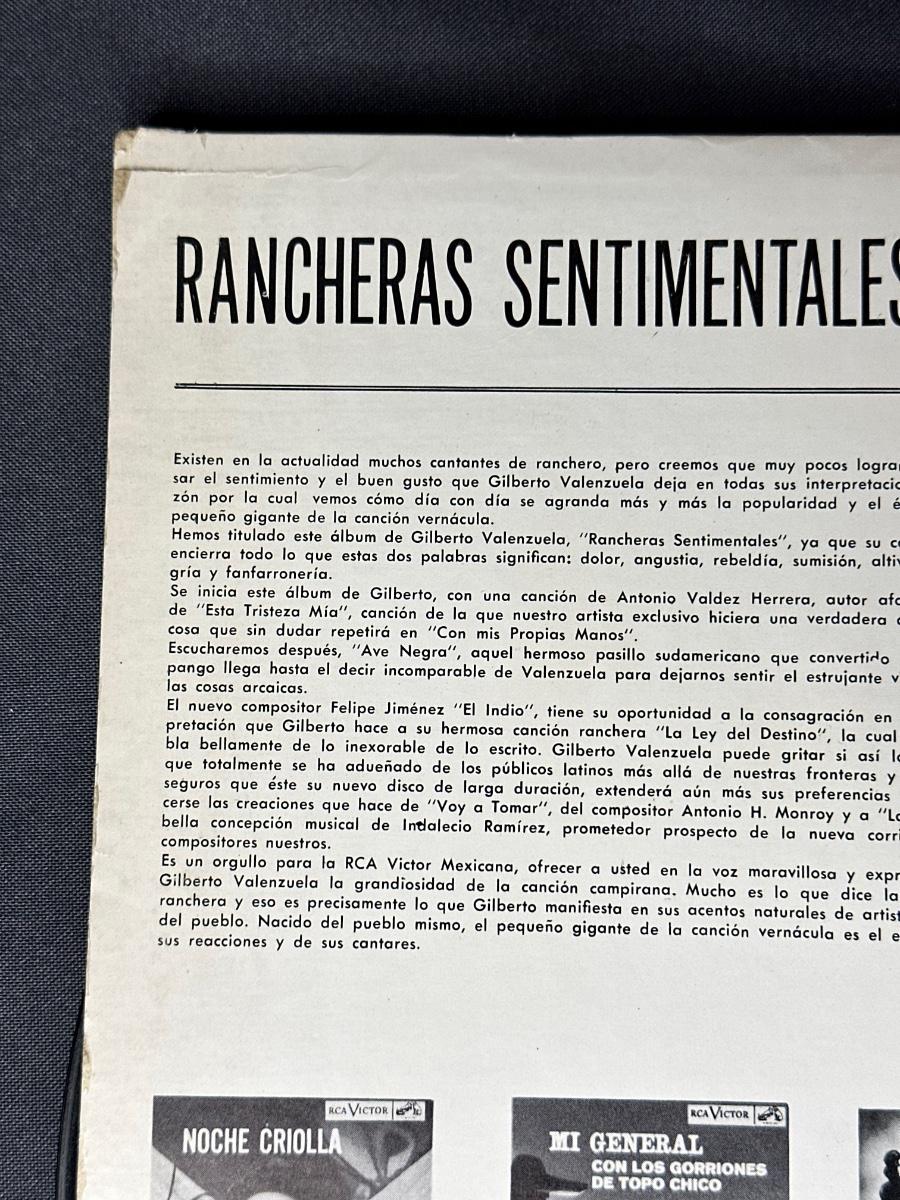 RANCHERAS SENTIMENTALES
Existen en la actualidad muchos cantantes de ranchero, pero creemos que muy pocos logra
sar el sentimiento y el buen gusto que Gilberto Valenzuela deja en todas sus interpretacio
zón por la cual vemos cómo día con día se agranda más y más la popularidad y el é
pequeño gigante de la canción vernácula.
Hemos titulado este álbum de Gilberto Valenzuela, "Rancheras Sentimentales", ya que su c
encierra todo lo que estas dos palabras significan: dolor, angustia, rebeldía, sumisión, altiv
gría y fanfarronería.
Se inicia este álbum de Gilberto, con una canción de Antonio Valdez Herrera, autor afo
de "Esta Tristeza Mía", canción de la que nuestro artista exclusivo hiciera una verdadera
cosa que sin dudar repetirá en "Con mis Propias Manos".
Escucharemos después, "Ave Negra", aquel hermoso pasillo sudamericano que convertido
pango llega hasta el decir incomparable de Valenzuela para dejarnos sentir el estrujante v
las cosas arcaicas.
El nuevo compositor Felipe Jiménez "El Indio", tiene su oportunidad a la consagración en
pretación que Gilberto hace a su hermosa canción ranchera "La Ley del Destino", la cual
bla bellamente de lo inexorable de lo escrito. Gilberto Valenzuela puede gritar si así lo
que totalmente se ha adueñado de los públicos latinos más allá de nuestras fronteras y
seguros que éste su nuevo disco de larga duración, extenderá aún más sus preferencias
cerse las creaciones que hace de "Voy a Tomar", del compositor Antonio H. Monroy y a "Lo
bella concepción musical de Indalecio Ramírez, prometedor prospecto de la nueva corri
compositores nuestros.
Es un orgullo para la RCA Victor Mexicana, ofrecer a usted en la voz maravillosa y expr
Gilberto Valenzuela la grandiosidad de la canción campirana. Mucho es lo que dice la
ranchera y eso es precisamente lo que Gilberto manifiesta en sus acentos naturales de artist
del pueblo. Nacido del pueblo mismo, el pequeño gigante de la canción vernácula es el e
sus reacciones y de sus cantares.
RCA VICTOR
NOCHE CRIOLLA
RCA VICTOR
MI GENERAL
CON LOS GORRIONES
DE TOPO CHICO